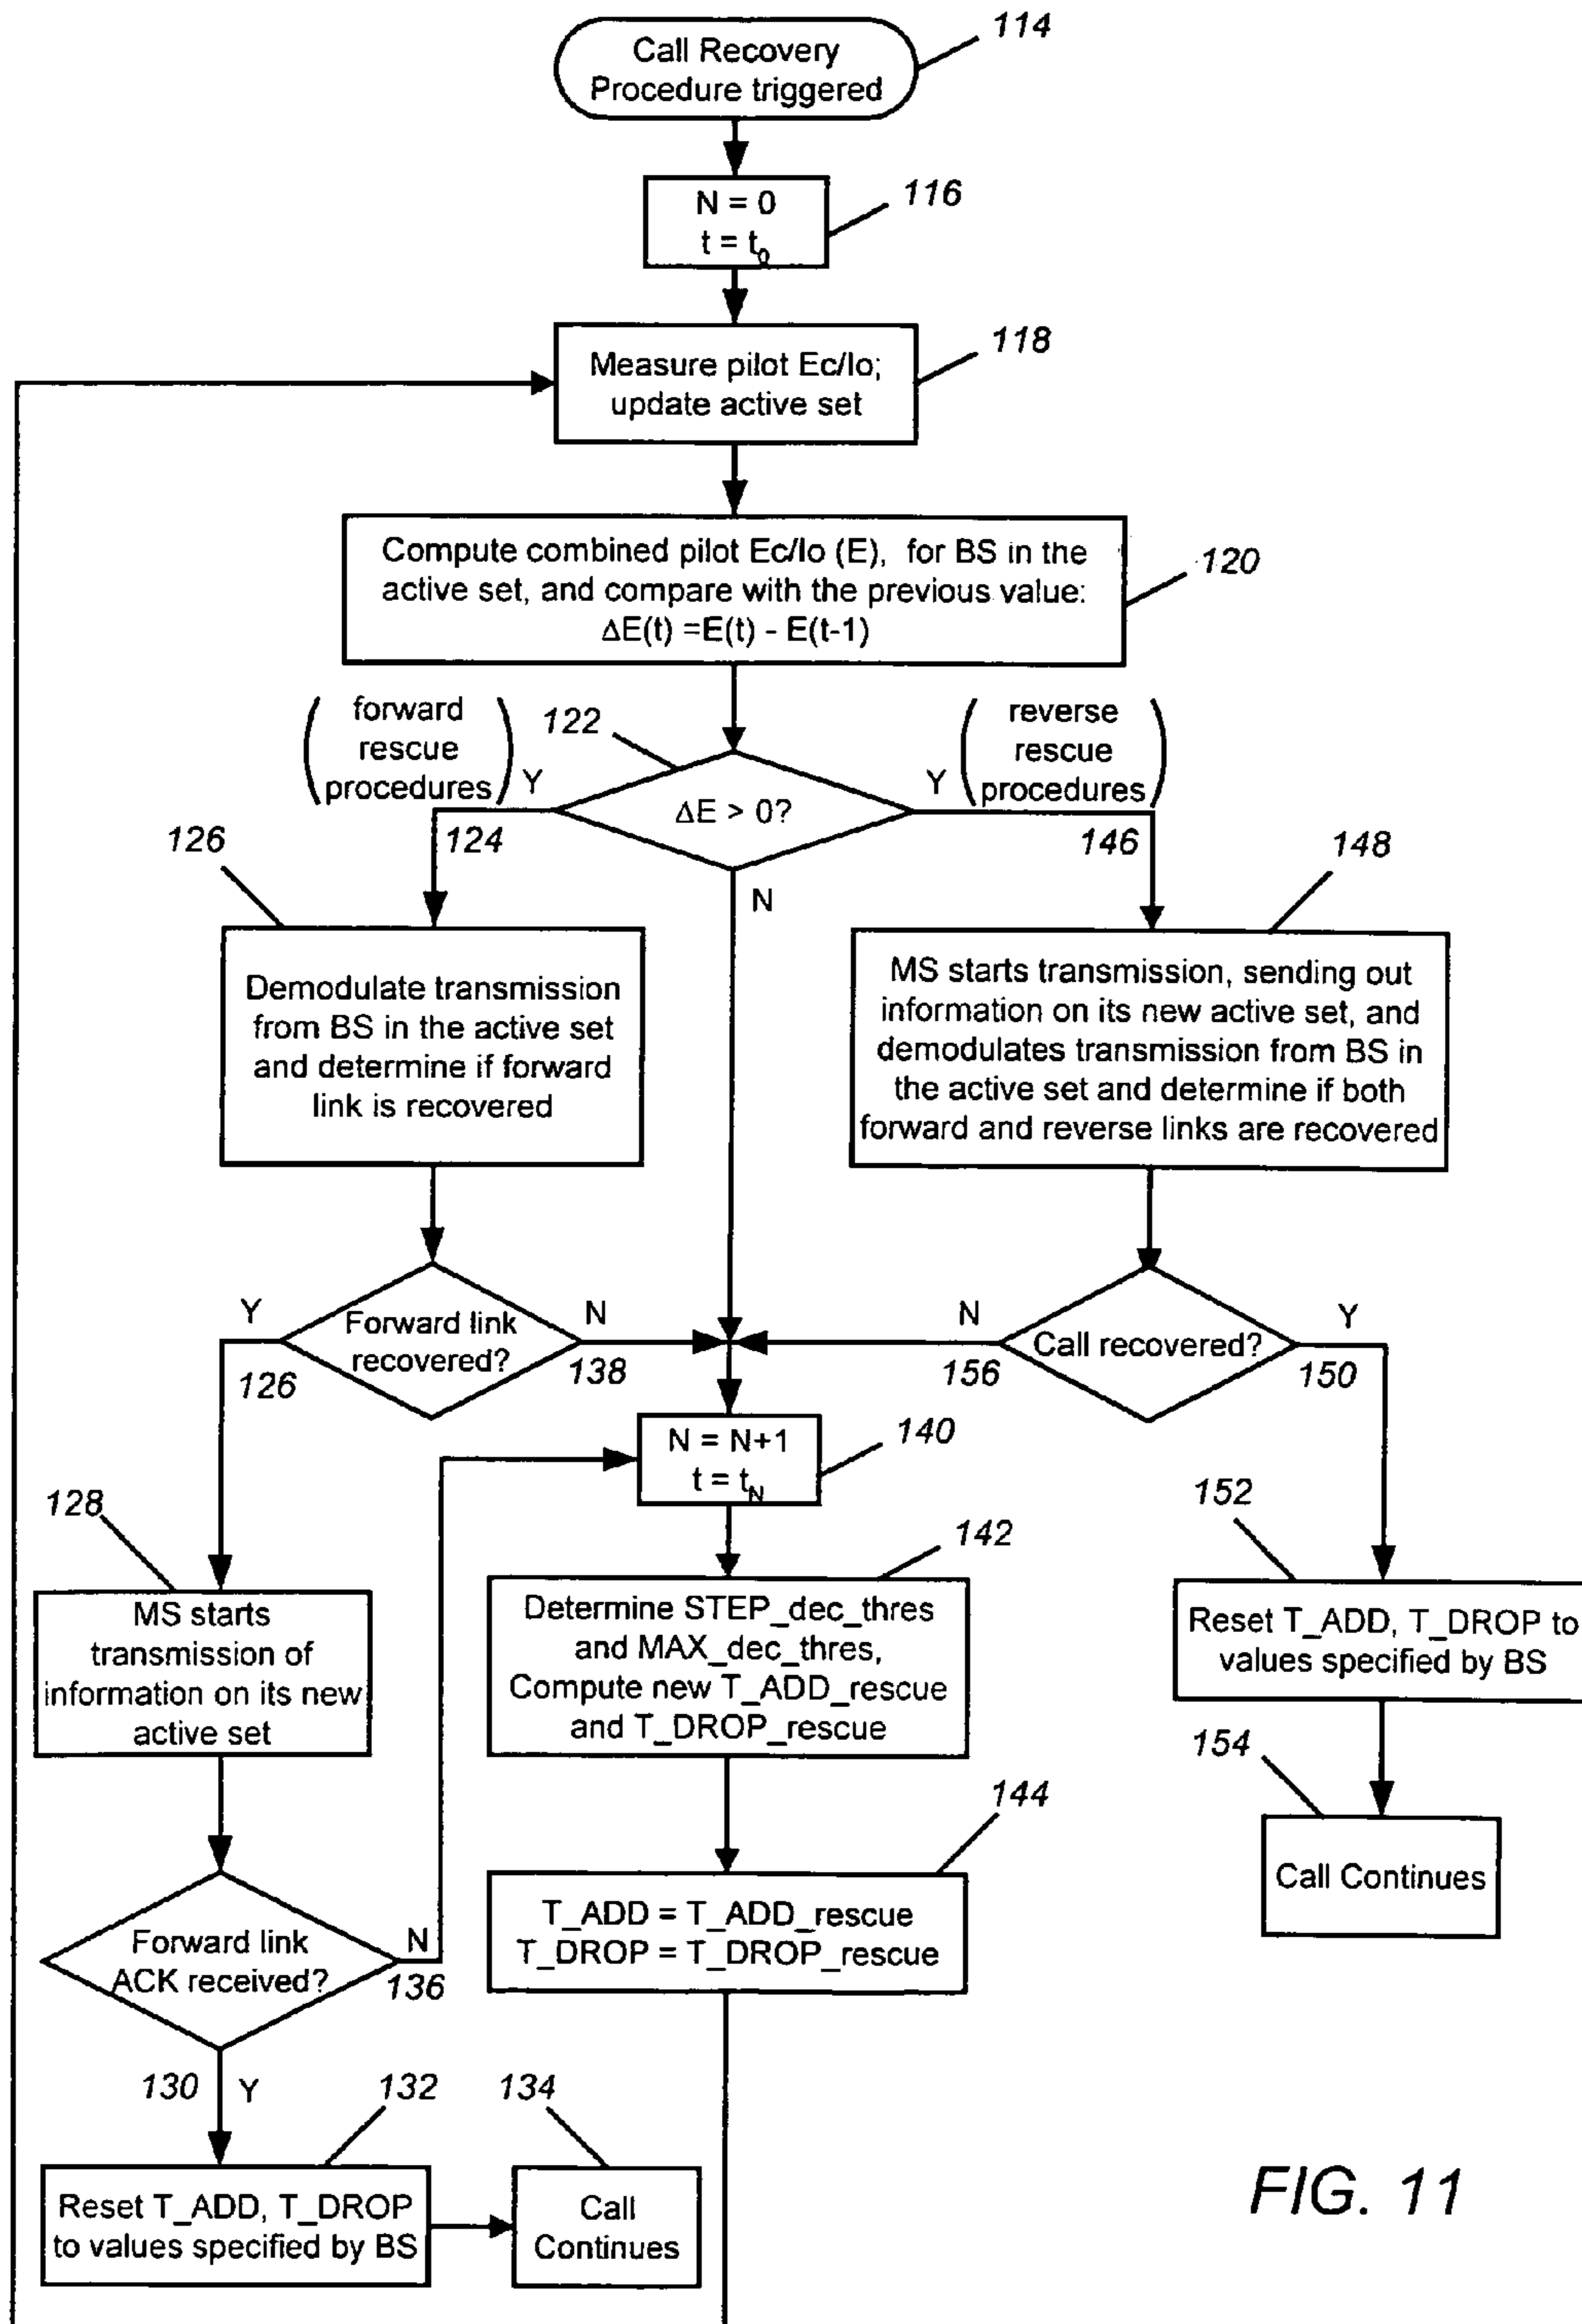 Call Recovery
Procedure triggered
114
N = 0
t = t0
116
Measure pilot Ec/Io;
update active set
118
Compute combined pilot Ec/Io (E), for BS in the
active set, and compare with the previous value:
ΔE(t) =E(t) - E(t-1)
120
(forward
rescue
procedures)
122
(reverse
rescue
procedures)
Y
ΔE > 0?
Y
124
146
126
N
148
Demodulate transmission
from BS in the active set
and determine if forward
link is recovered
MS starts transmission, sending out
information on its new active set, and
demodulates transmission from BS in
the active set and determine if both
forward and reverse links are recovered
Y
Forward link
recovered?
N
126
138
N
Call recovered?
Y
156
150
N = N+1
t = tN
140
128
142
152
MS starts
transmission of
information on its new
active set
Determine STEP_dec_thres
and MAX_dec_thres,
Compute new T_ADD_rescue
and T_DROP_rescue
Reset T_ADD, T_DROP to
values specified by BS
154
144
Call Continues
Forward link
ACK received?
N
136
T_ADD = T_ADD_rescue
T_DROP = T_DROP_rescue
130
Y
132
134
Reset T_ADD, T_DROP
to values specified by BS
Call
Continues
FIG. 11